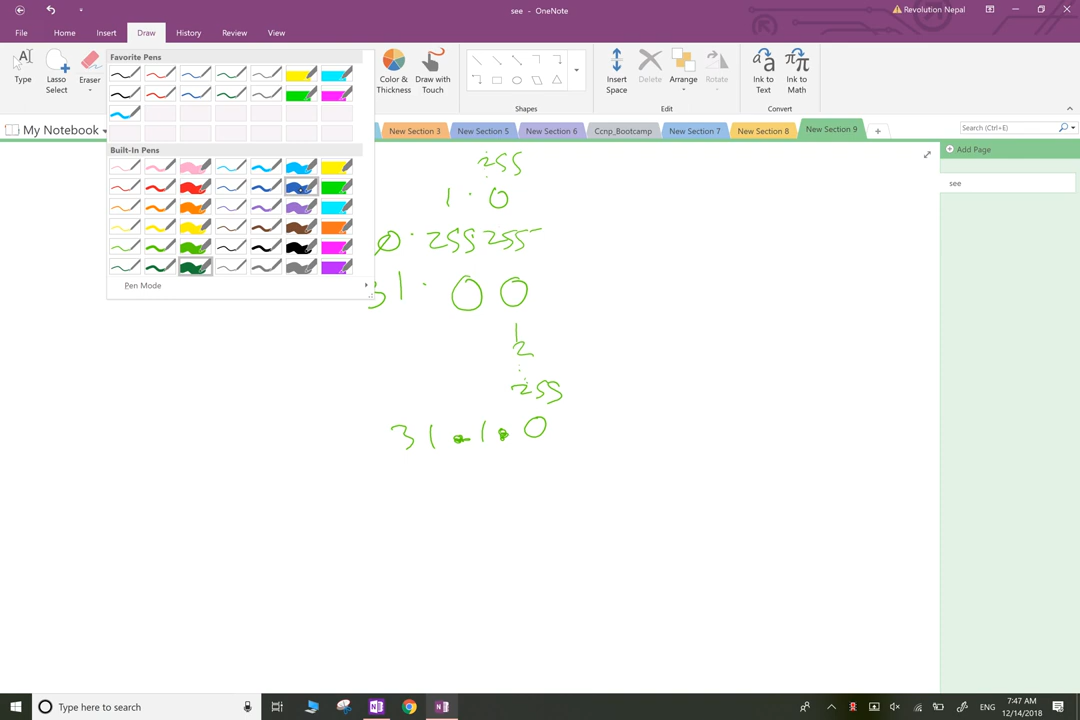 see - OneNote
Revolution Nepal
File Home Insert Draw History Review View
Favorite Pens
Built-In Pens
Pen Mode
Type
Lasso Select
Eraser
Color & Thickness
Draw with Touch
Shapes
Insert Space
Delete
Arrange
Rotate
Edit
Ink to Text
Ink to Math
Convert
My Notebook
New Section 3
New Section 5
New Section 6
Ccnp_Bootcamp
New Section 7
New Section 8
New Section 9
Search (Ctrl+E)
Add Page
see
255
1 . 0
0 . 255 255
31 . 0 0
1
2
255
31 . 1 . 0
Type here to search
ENG
7:47 AM
12/14/2018